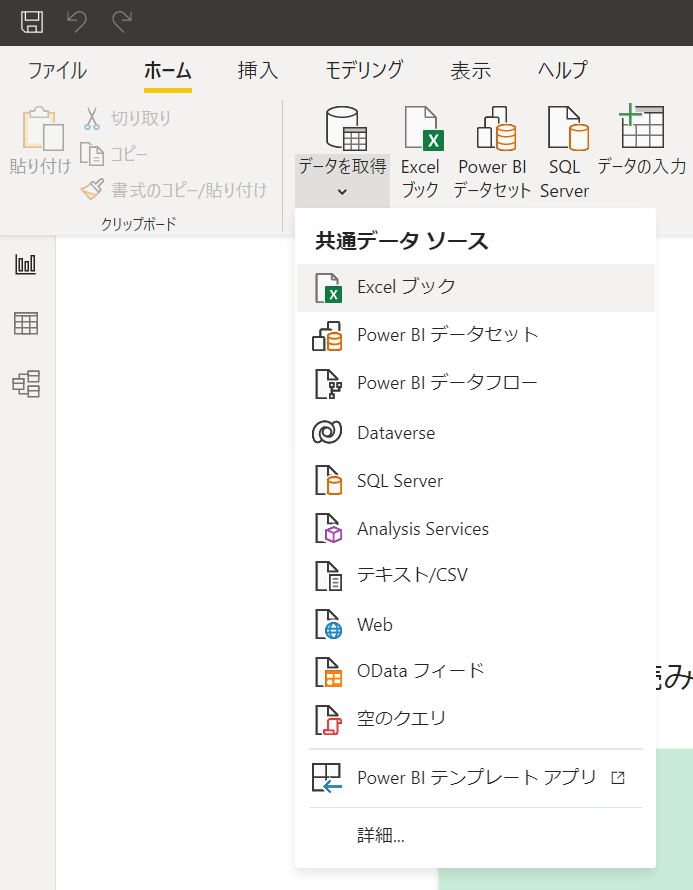 ファイル ホーム 挿入 モデリング 表示 ヘルプ
貼り付け
切り取り
コピー
書式のコピー/貼り付け
クリップボード
データを取得
Excel
ブック
Power BI
データセット
SQL
Server
データの入力
共通データ ソース
Excel ブック
Power BI データセット
Power BI データフロー
Dataverse
SQL Server
Analysis Services
テキスト/CSV
Web
OData フィード
空のクエリ
Power BI テンプレート アプリ
詳細...
読み